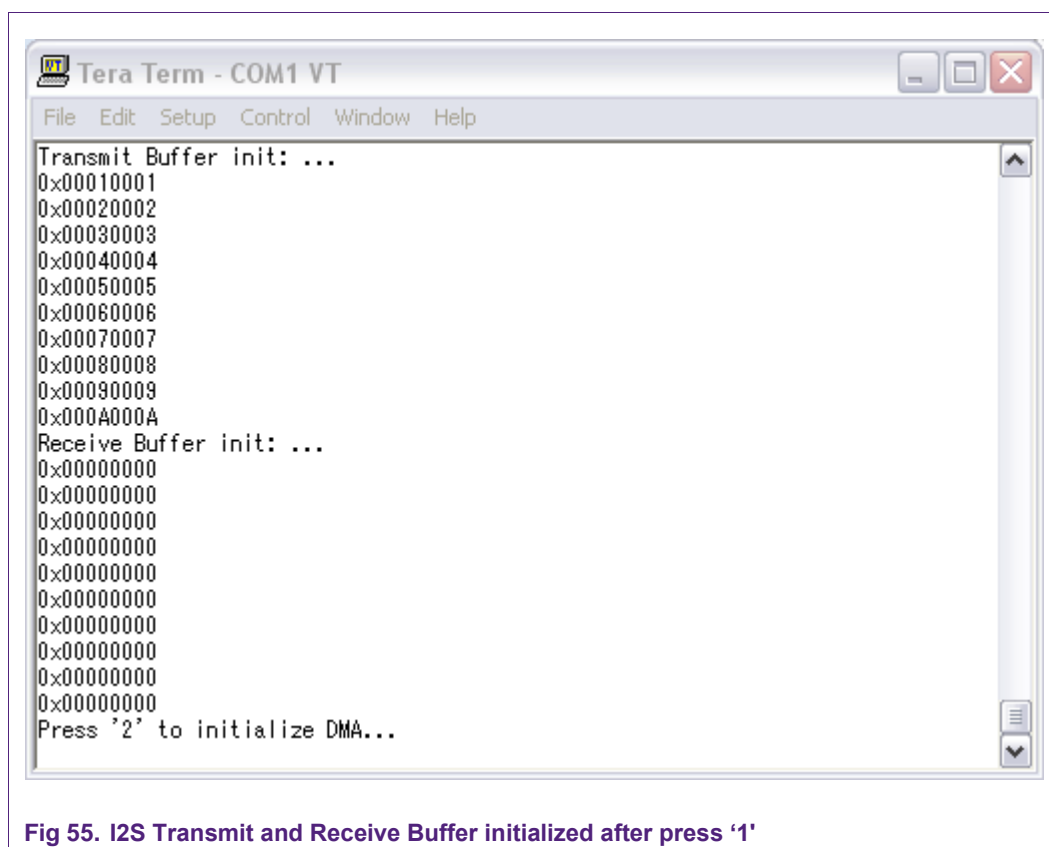 Tera Term - COM1 VT
File Edit Setup Control Window Help
Transmit Buffer init: ...
0x00010001
0x00020002
0x00030003
0x00040004
0x00050005
0x00060006
0x00070007
0x00080008
0x00090009
0x000A000A
Receive Buffer init: ...
0x00000000
0x00000000
0x00000000
0x00000000
0x00000000
0x00000000
0x00000000
0x00000000
0x00000000
0x00000000
Press '2' to initialize DMA...
Fig 55. I2S Transmit and Receive Buffer initialized after press ‘1'